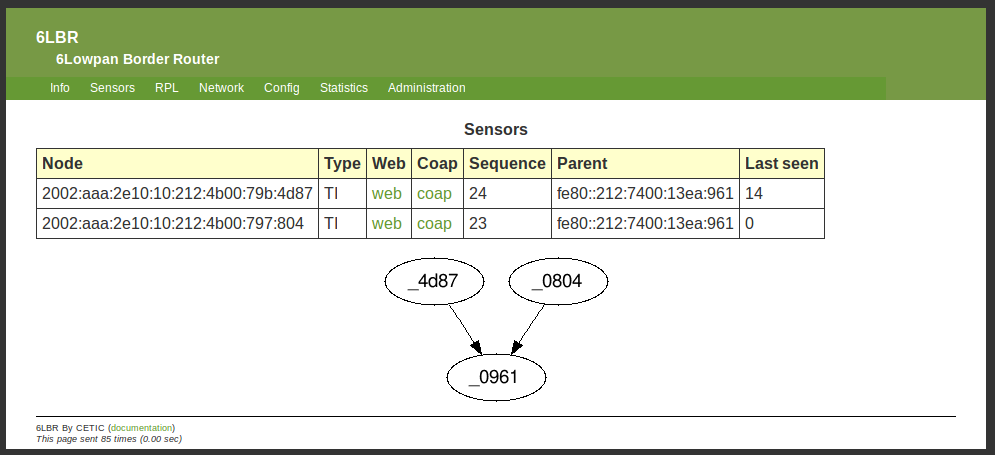 6LBR
6Lowpan Border Router
Info Sensors RPL Network Config Statistics Administration
Sensors
Node Type Web Coap Sequence Parent Last seen
2002:aaa:2e10:10:212:4b00:79b:4d87 TI web coap 24 fe80::212:7400:13ea:961 14
2002:aaa:2e10:10:212:4b00:797:804 TI web coap 23 fe80::212:7400:13ea:961 0
_4d87 _0804
_0961
6LBR By CETIC (documentation)
This page sent 85 times (0.00 sec)